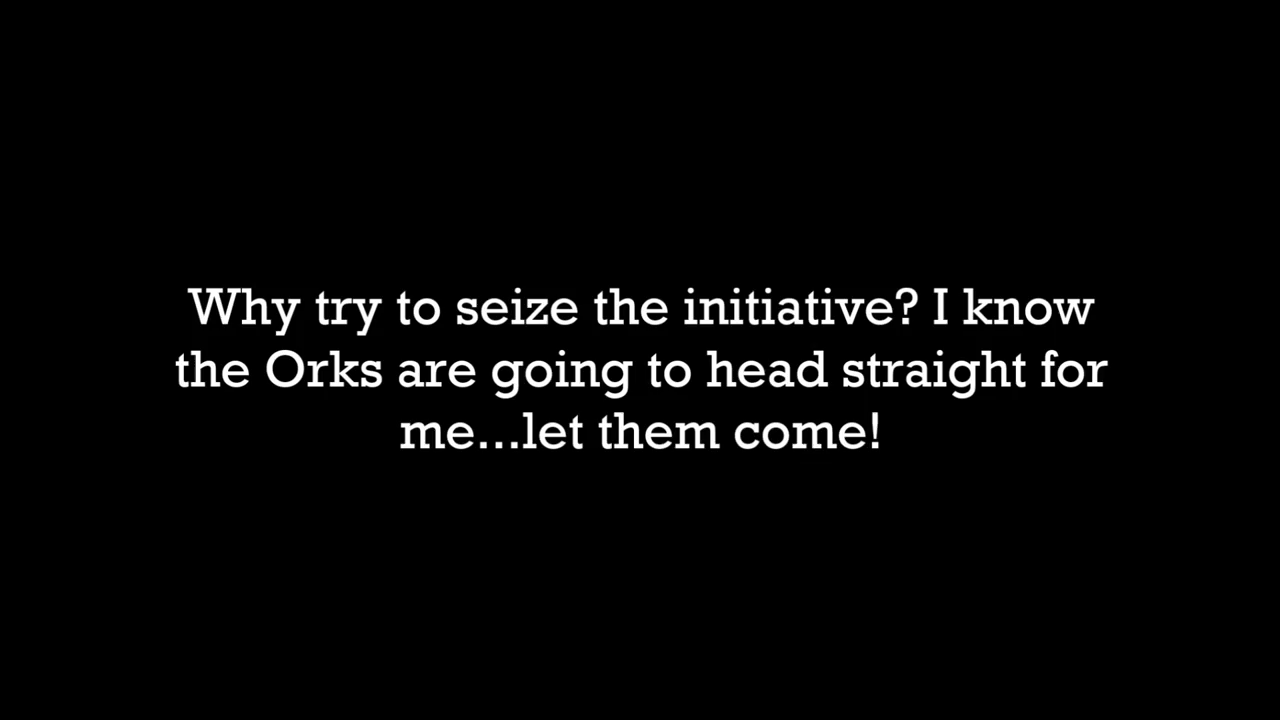 Why try to seize the initiative? I know
the Orks are going to head straight for
me...let them come!